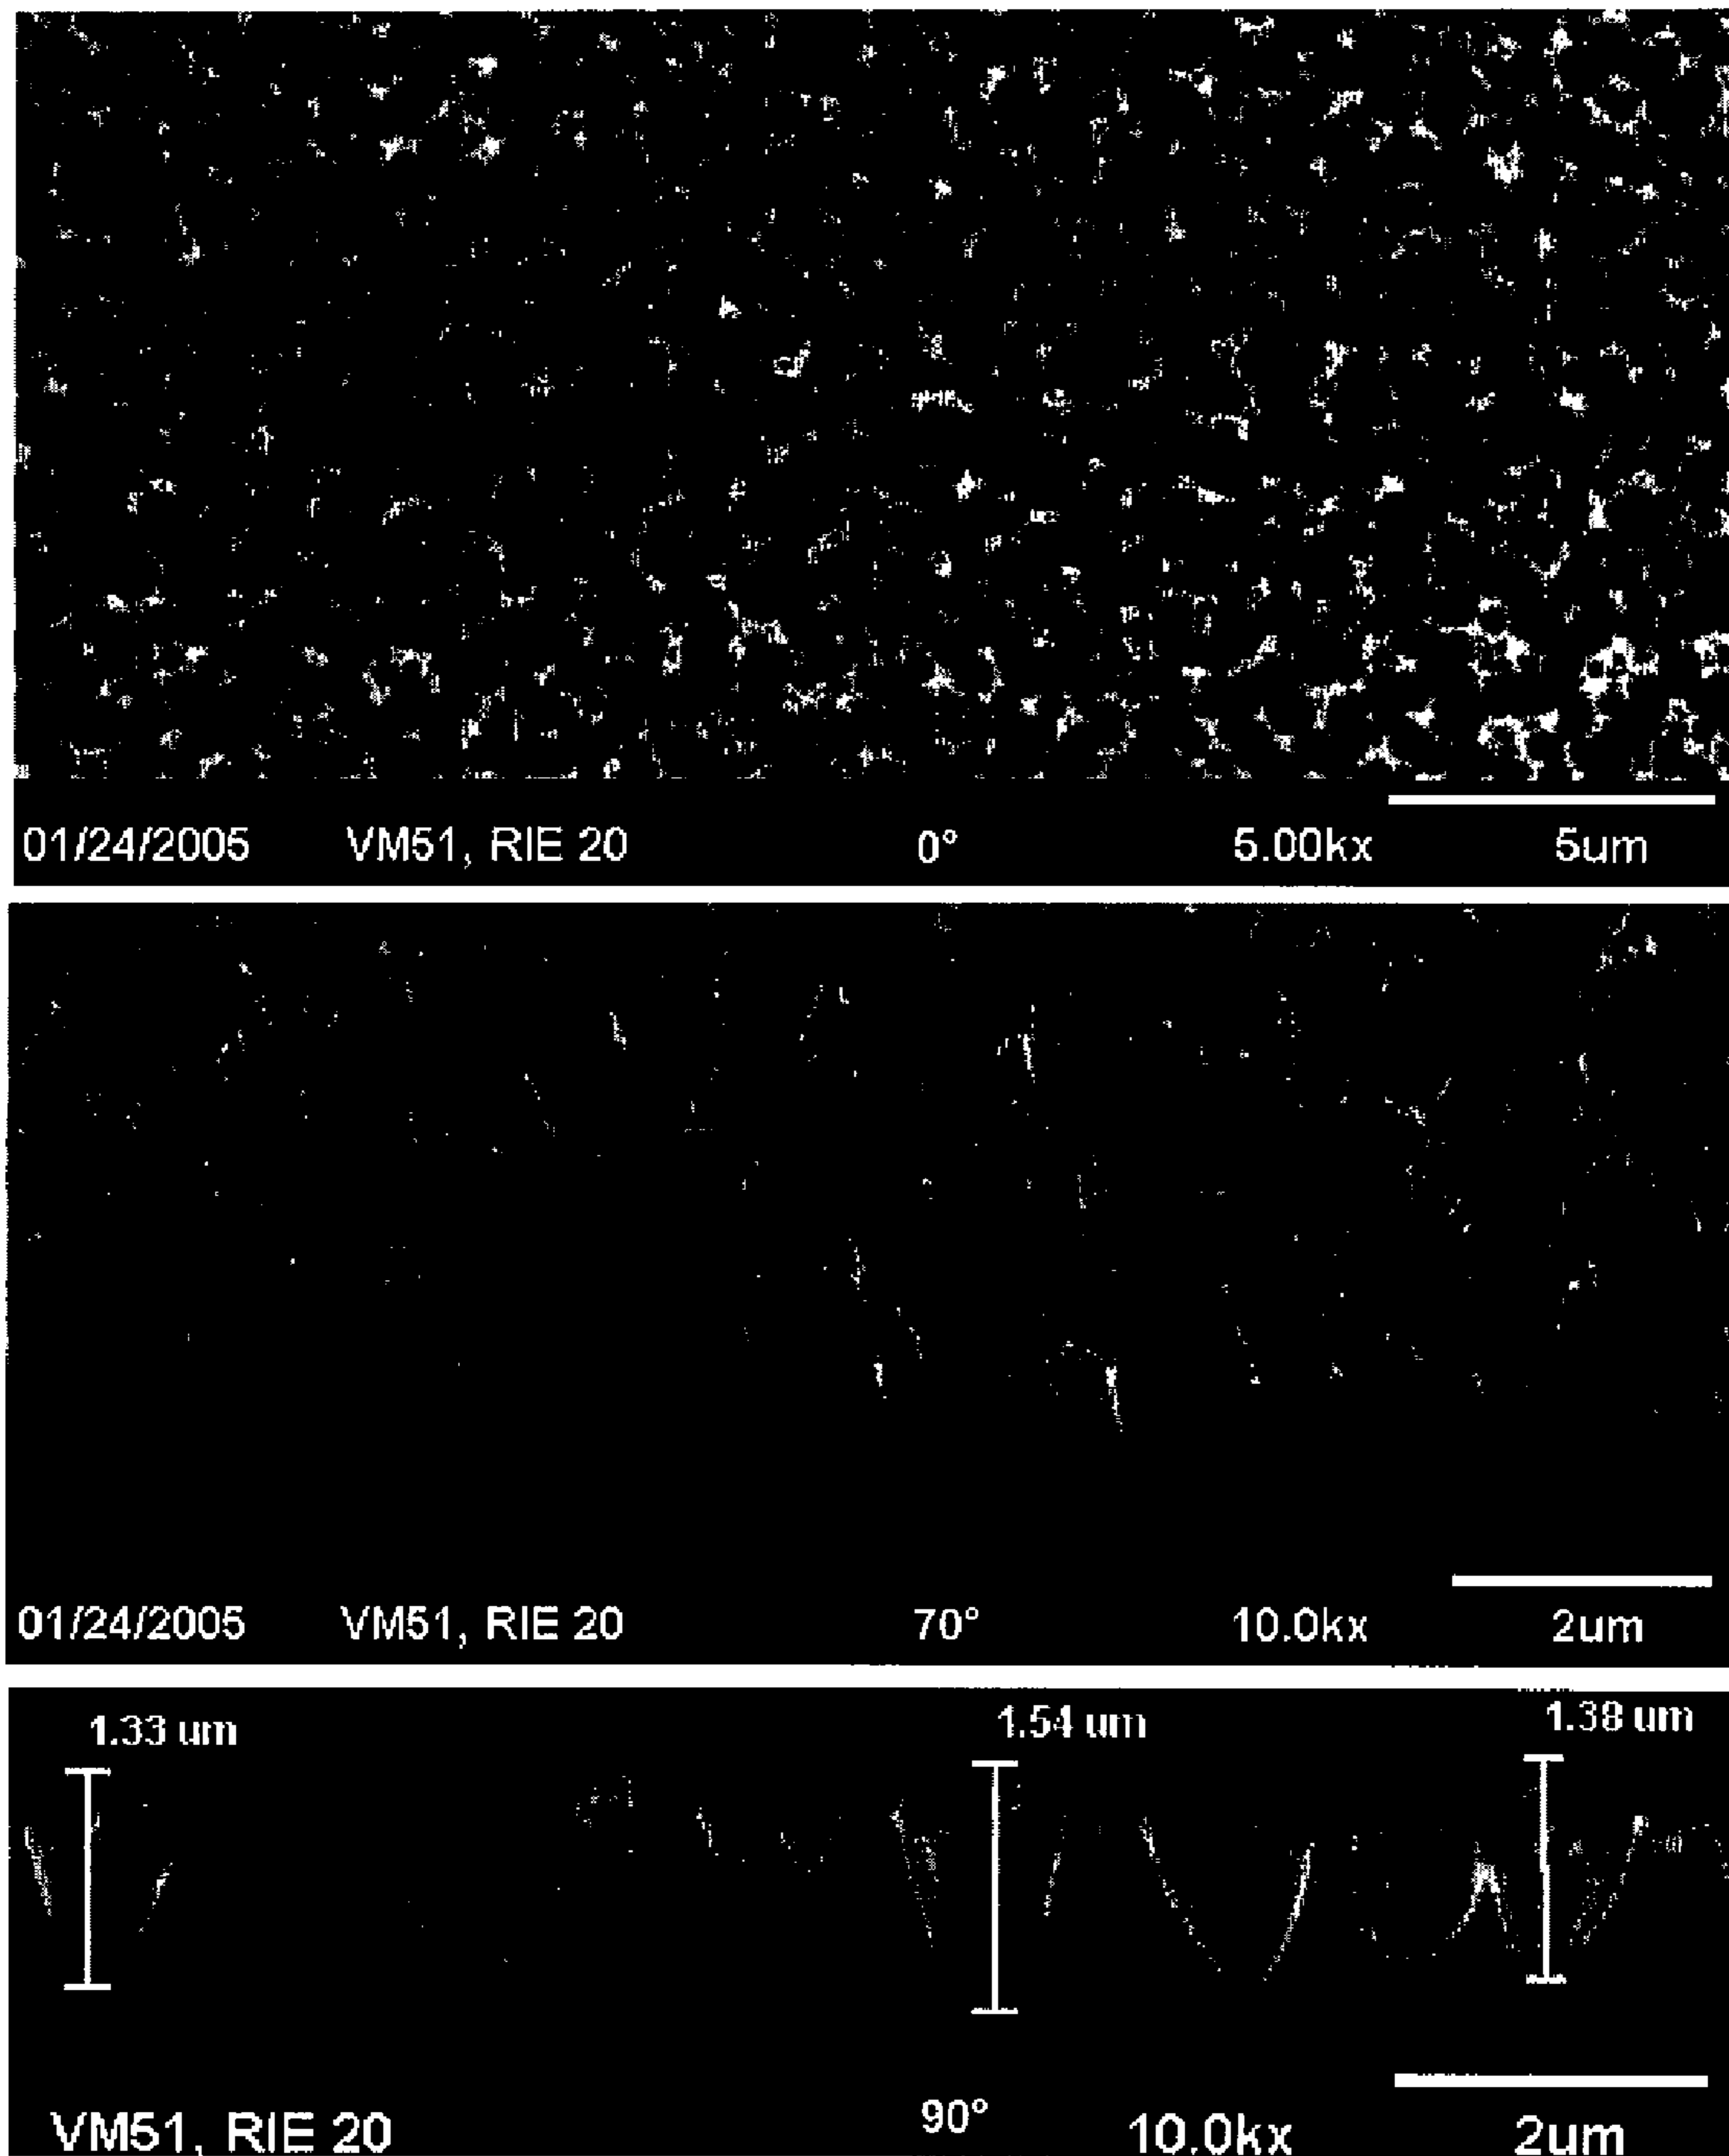 01/24/2005 VM51, RIE 20 0° 5.00kx 5um
01/24/2005 VM51, RIE 20 70° 10.0kx 2um
1.33 um 1.54 um 1.38 um
VM51, RIE 20 90° 10.0kx 2um